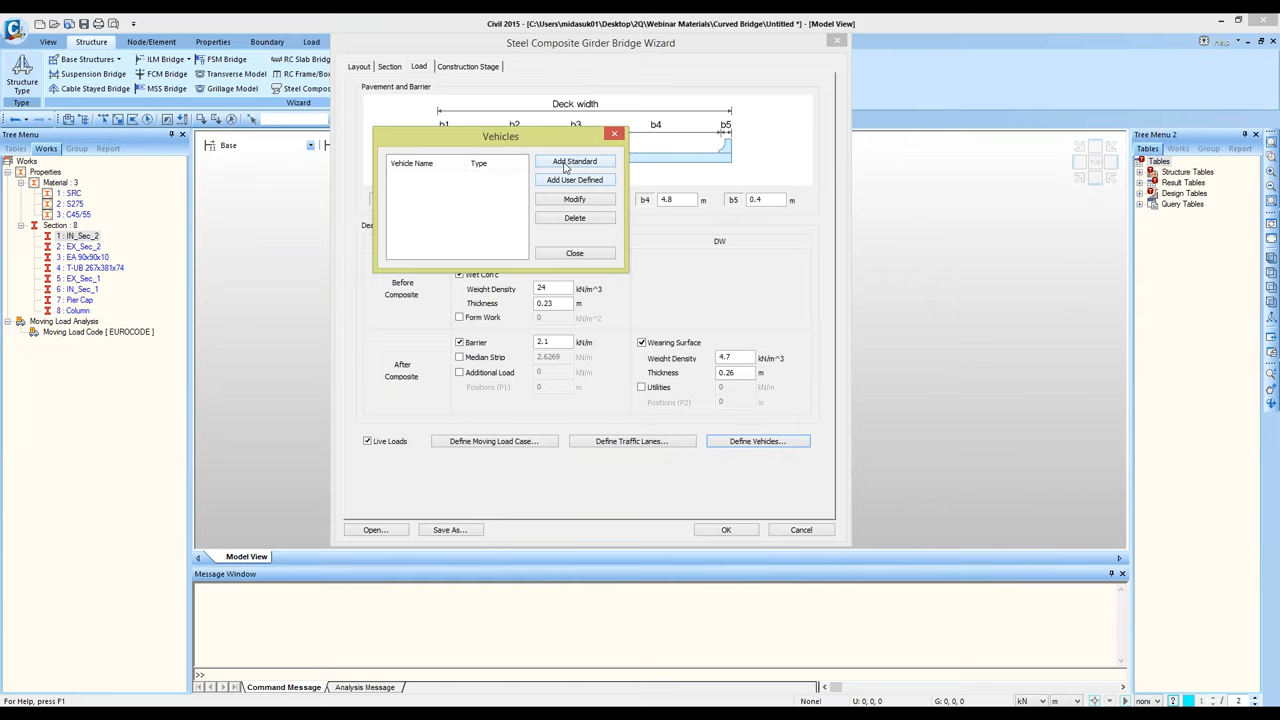 Civil 2015 - [C:\Users\midasuk01\Desktop\2Q\Webinar Materials\Curved Bridge\Untitled *] - [Model View]
View Structure Node/Element Properties Boundary Load
Help
Structure Type
Type
Base Structures
Suspension Bridge
Cable Stayed Bridge
ILM Bridge
FCM Bridge
MSS Bridge
FSM Bridge
Transverse Model
Grillage Model
RC Slab Bridge
RC Frame/Box
Steel Compos
Wizard
Base
Tree Menu
Tables Works Group Report
Works
Properties
Material : 3
1 : SRC
2 : S275
3 : C45/55
Section : 8
1 : IN_Sec_2
2 : EX_Sec_2
3 : EA 90x90x10
4 : T-UB 267x381x74
5 : EX_Sec_1
6 : IN_Sec_1
7 : Pier Cap
8 : Column
Moving Load Analysis
Moving Load Code [ EUROCODE ]
Steel Composite Girder Bridge Wizard
Layout Section Load Construction Stage
Pavement and Barrier
Deck width
b1 b2 b3 b4 b5
b4 4.8 m b5 0.4 m
Vehicles
Vehicle Name Type
Add Standard
Add User Defined
Modify
Delete
Close
DW
Before Composite
Wet Con'c
Weight Density 24 kN/m^3
Thickness 0.23 m
Form Work 0 kN/m^2
After Composite
Barrier 2.1 kN/m
Median Strip 2.6269 kN/m
Additional Load 0 kN/m
Positions (P1) 0 m
Wearing Surface
Weight Density 4.7 kN/m^3
Thickness 0.26 m
Utilities 0 kN/m
Positions (P2) 0 m
Live Loads Define Moving Load Case... Define Traffic Lanes... Define Vehicles...
Open... Save As... OK Cancel
Tree Menu 2
Tables Works Group Report
Tables
Structure Tables
Result Tables
Design Tables
Query Tables
TOP
Model View
Message Window
>>
Command Message Analysis Message
For Help, press F1
None! U: 0, 0, 0 G: 0, 0, 0 kN m none ? / 2